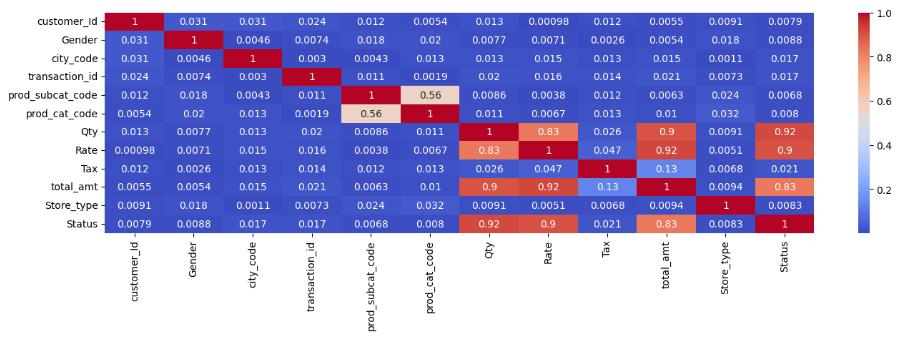 customer_Id 1 0.031 0.031 0.024 0.012 0.0054 0.013 0.00098 0.012 0.0055 0.0091 0.0079
Gender 0.031 1 0.0046 0.0074 0.018 0.02 0.0077 0.0071 0.0026 0.0054 0.018 0.0088
city_code 0.031 0.0046 1 0.003 0.0043 0.013 0.013 0.015 0.013 0.015 0.0011 0.017
transaction_id 0.024 0.0074 0.003 1 0.011 0.0019 0.02 0.016 0.014 0.021 0.0073 0.017
prod_subcat_code 0.012 0.018 0.0043 0.011 1 0.56 0.0086 0.0038 0.012 0.0063 0.024 0.0068
prod_cat_code 0.0054 0.02 0.013 0.0019 0.56 1 0.011 0.0067 0.013 0.01 0.032 0.008
Qty 0.013 0.0077 0.013 0.02 0.0086 0.011 1 0.83 0.026 0.9 0.0091 0.92
Rate 0.00098 0.0071 0.015 0.016 0.0038 0.0067 0.83 1 0.047 0.92 0.0051 0.9
Tax 0.012 0.0026 0.013 0.014 0.012 0.013 0.026 0.047 1 0.13 0.0068 0.021
total_amt 0.0055 0.0054 0.015 0.021 0.0063 0.01 0.9 0.92 0.13 1 0.0094 0.83
Store_type 0.0091 0.018 0.0011 0.0073 0.024 0.032 0.0091 0.0051 0.0068 0.0094 1 0.0083
Status 0.0079 0.0088 0.017 0.017 0.0068 0.008 0.92 0.9 0.021 0.83 0.0083 1
customer_Id
Gender
city_code
transaction_id
prod_subcat_code
prod_cat_code
Qty
Rate
Tax
total_amt
Store_type
Status
1.0
0.8
0.6
0.4
0.2